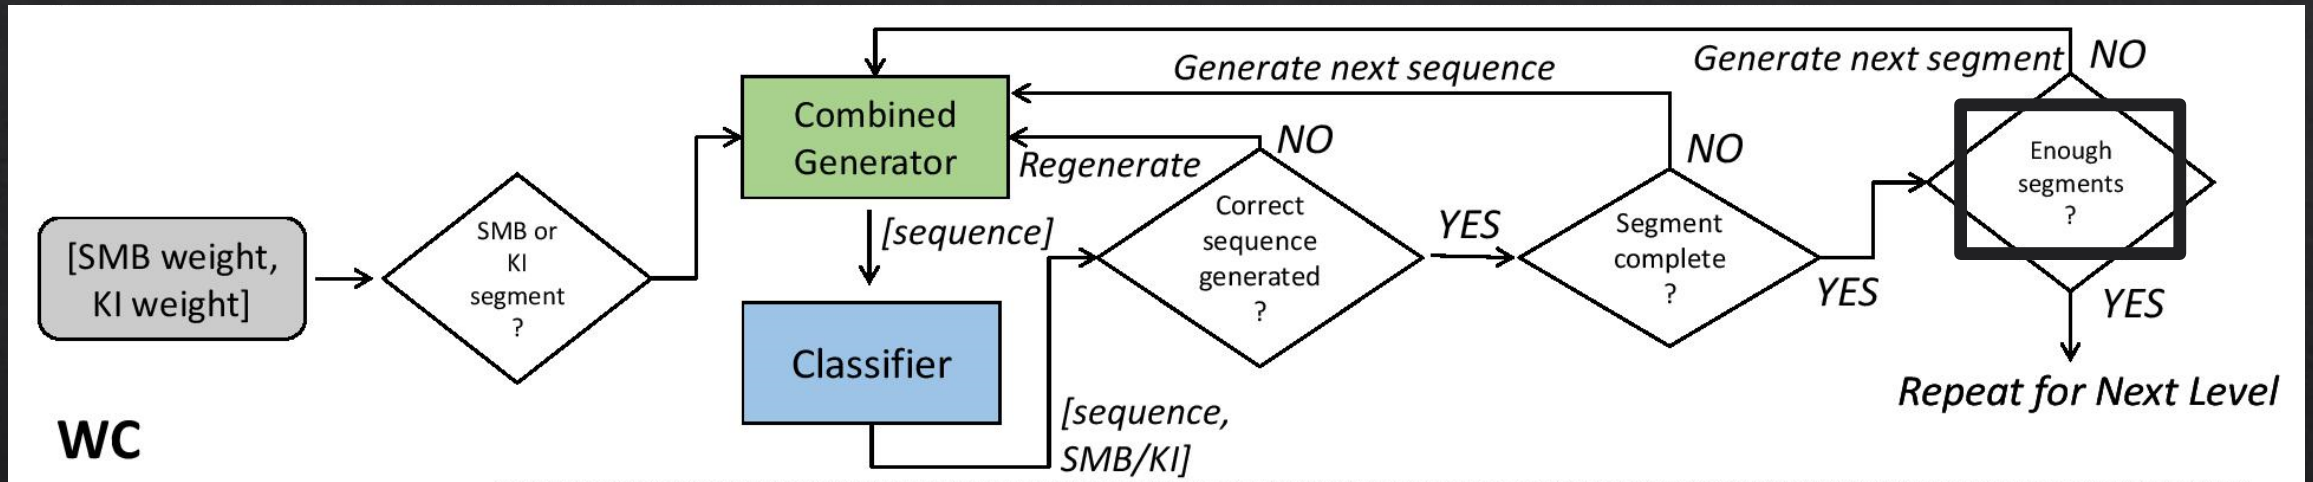 [SMB weight,
KI weight]
SMB or
KI
segment
?
Combined
Generator
[sequence]
Classifier
[sequence,
SMB/KI]
Correct
sequence
generated
?
NO
Regenerate
YES
Segment
complete
?
NO
Generate next sequence
YES
Enough
segments
?
NO
Generate next segment
YES
Repeat for Next Level
WC